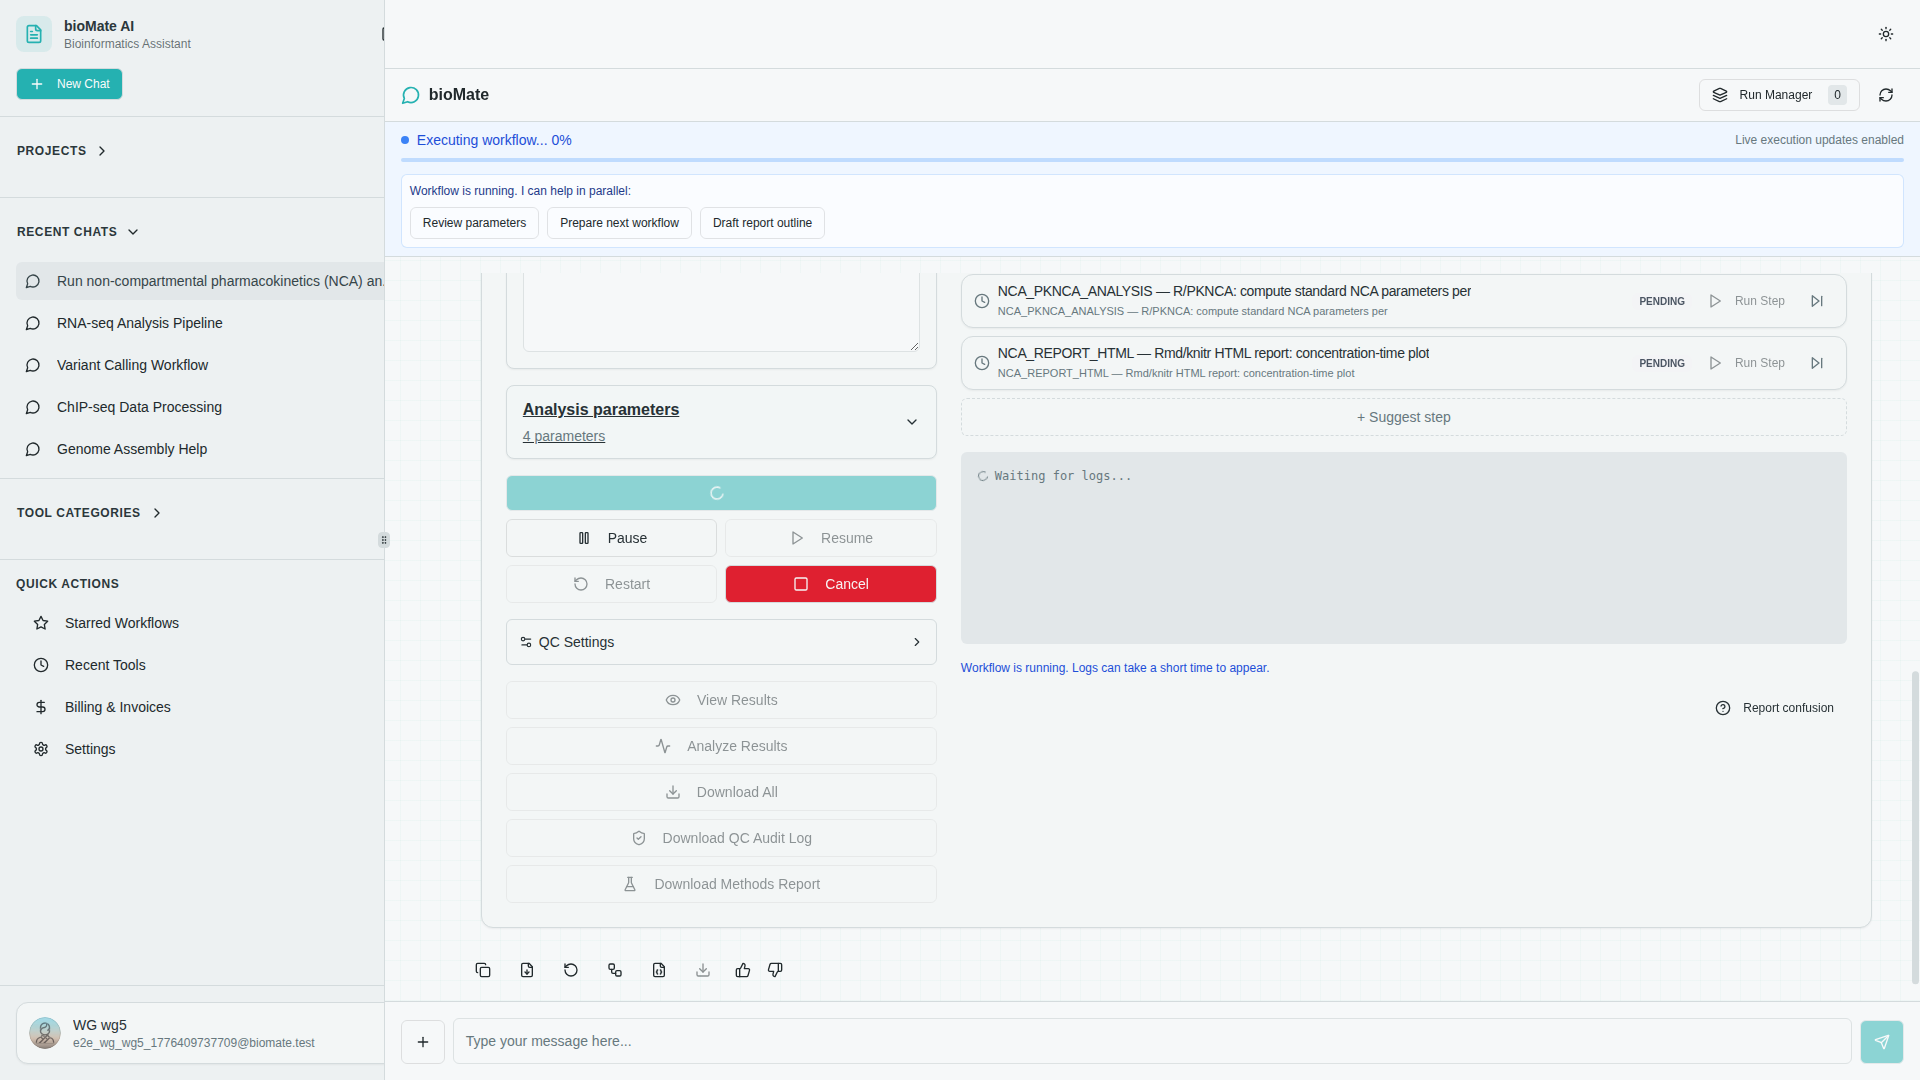 bioMate AI
Bioinformatics Assistant
New Chat
PROJECTS
RECENT CHATS
Run non-compartmental pharmacokinetics (NCA) an.
RNA-seq Analysis Pipeline
Variant Calling Workflow
ChIP-seq Data Processing
Genome Assembly Help
TOOL CATEGORIES
QUICK ACTIONS
Starred Workflows
Recent Tools
Billing & Invoices
Settings
WG wg5
e2e_wg_wg5_1776409737709@biomate.test
bioMate
Run Manager 0
Executing workflow... 0%
Live execution updates enabled
Workflow is running. I can help in parallel:
Review parameters
Prepare next workflow
Draft report outline
Analysis parameters
4 parameters
Pause
Resume
Restart
Cancel
QC Settings
View Results
Analyze Results
Download All
Download QC Audit Log
Download Methods Report
NCA_PKNCA_ANALYSIS — R/PKNCA: compute standard NCA parameters per
NCA_PKNCA_ANALYSIS — R/PKNCA: compute standard NCA parameters per
PENDING
Run Step
NCA_REPORT_HTML — Rmd/knitr HTML report: concentration-time plot
NCA_REPORT_HTML — Rmd/knitr HTML report: concentration-time plot
PENDING
Run Step
+ Suggest step
Waiting for logs...
Workflow is running. Logs can take a short time to appear.
Report confusion
Type your message here...